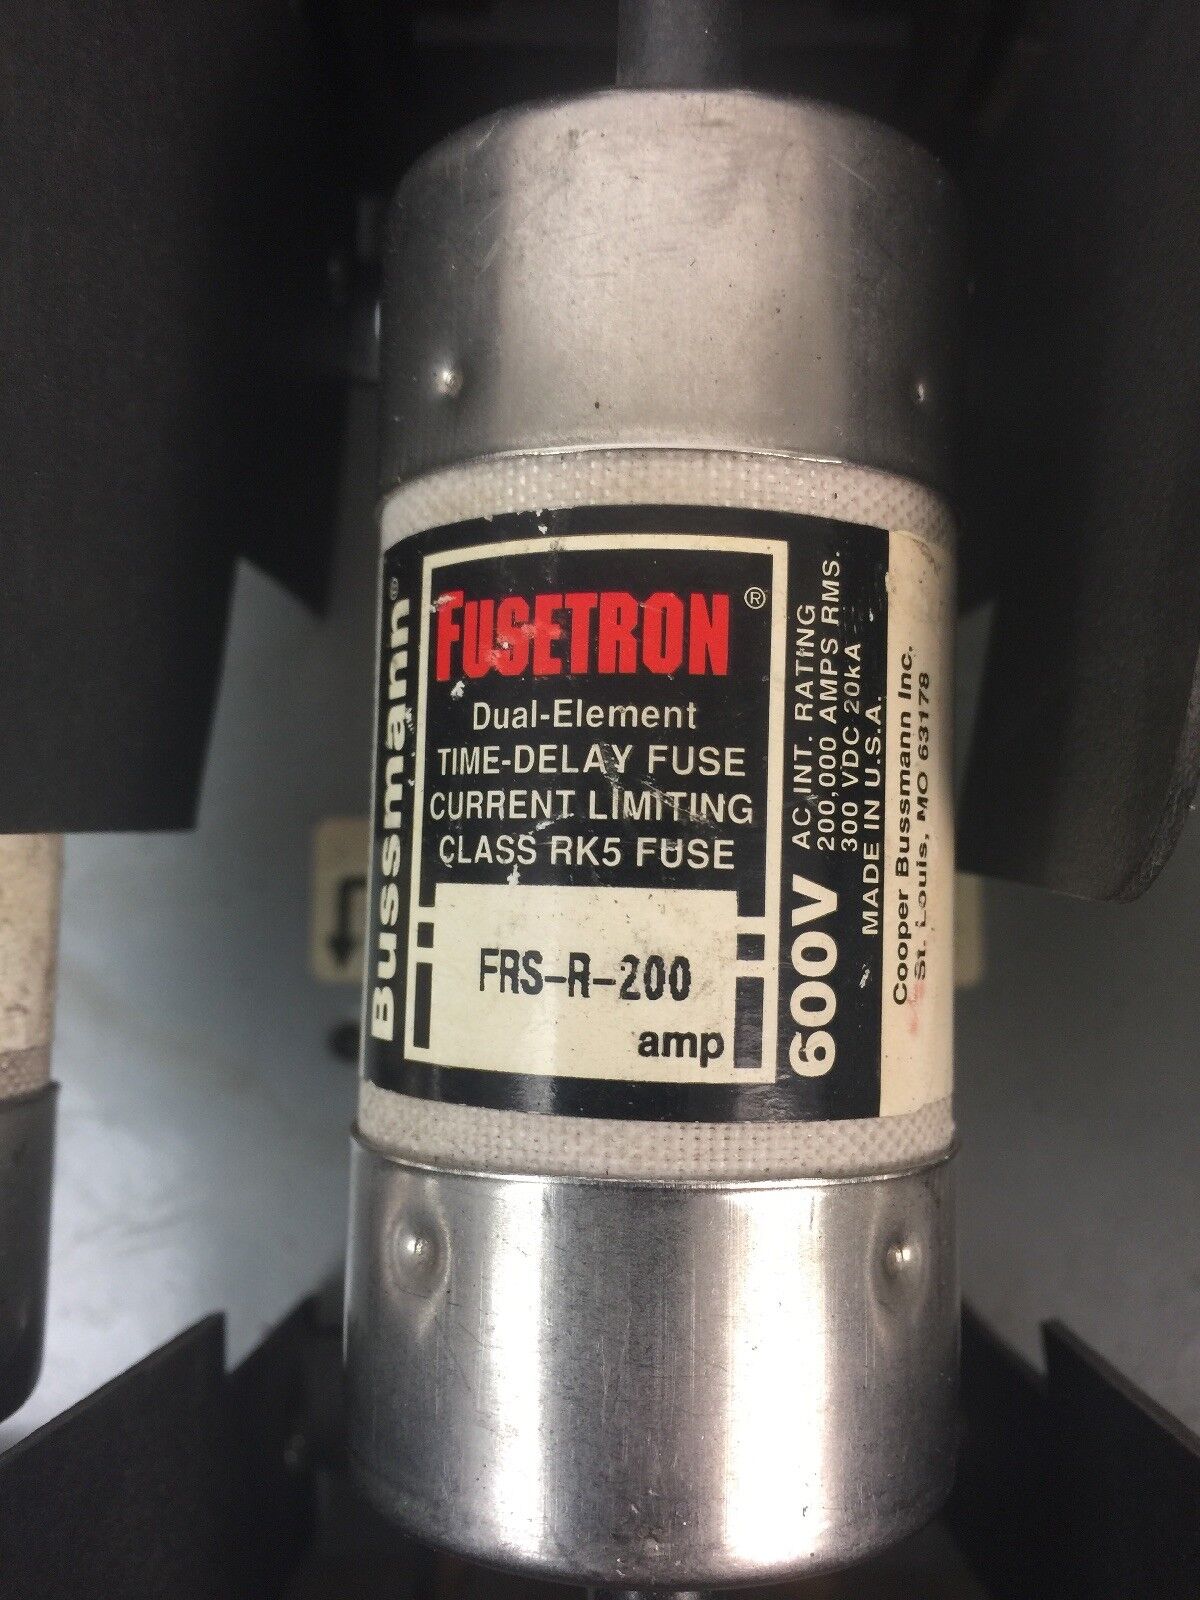 Bussmann®
FUSETRON®
Dual-Element
TIME-DELAY FUSE
CURRENT LIMITING
CLASS RK5 FUSE
FRS-R-200
amp
600V
AC INT. RATING
200,000 AMPS RMS.
300 VDC 20kA
MADE IN U.S.A.
Cooper Bussmann Inc.
St. Louis, MO 63178